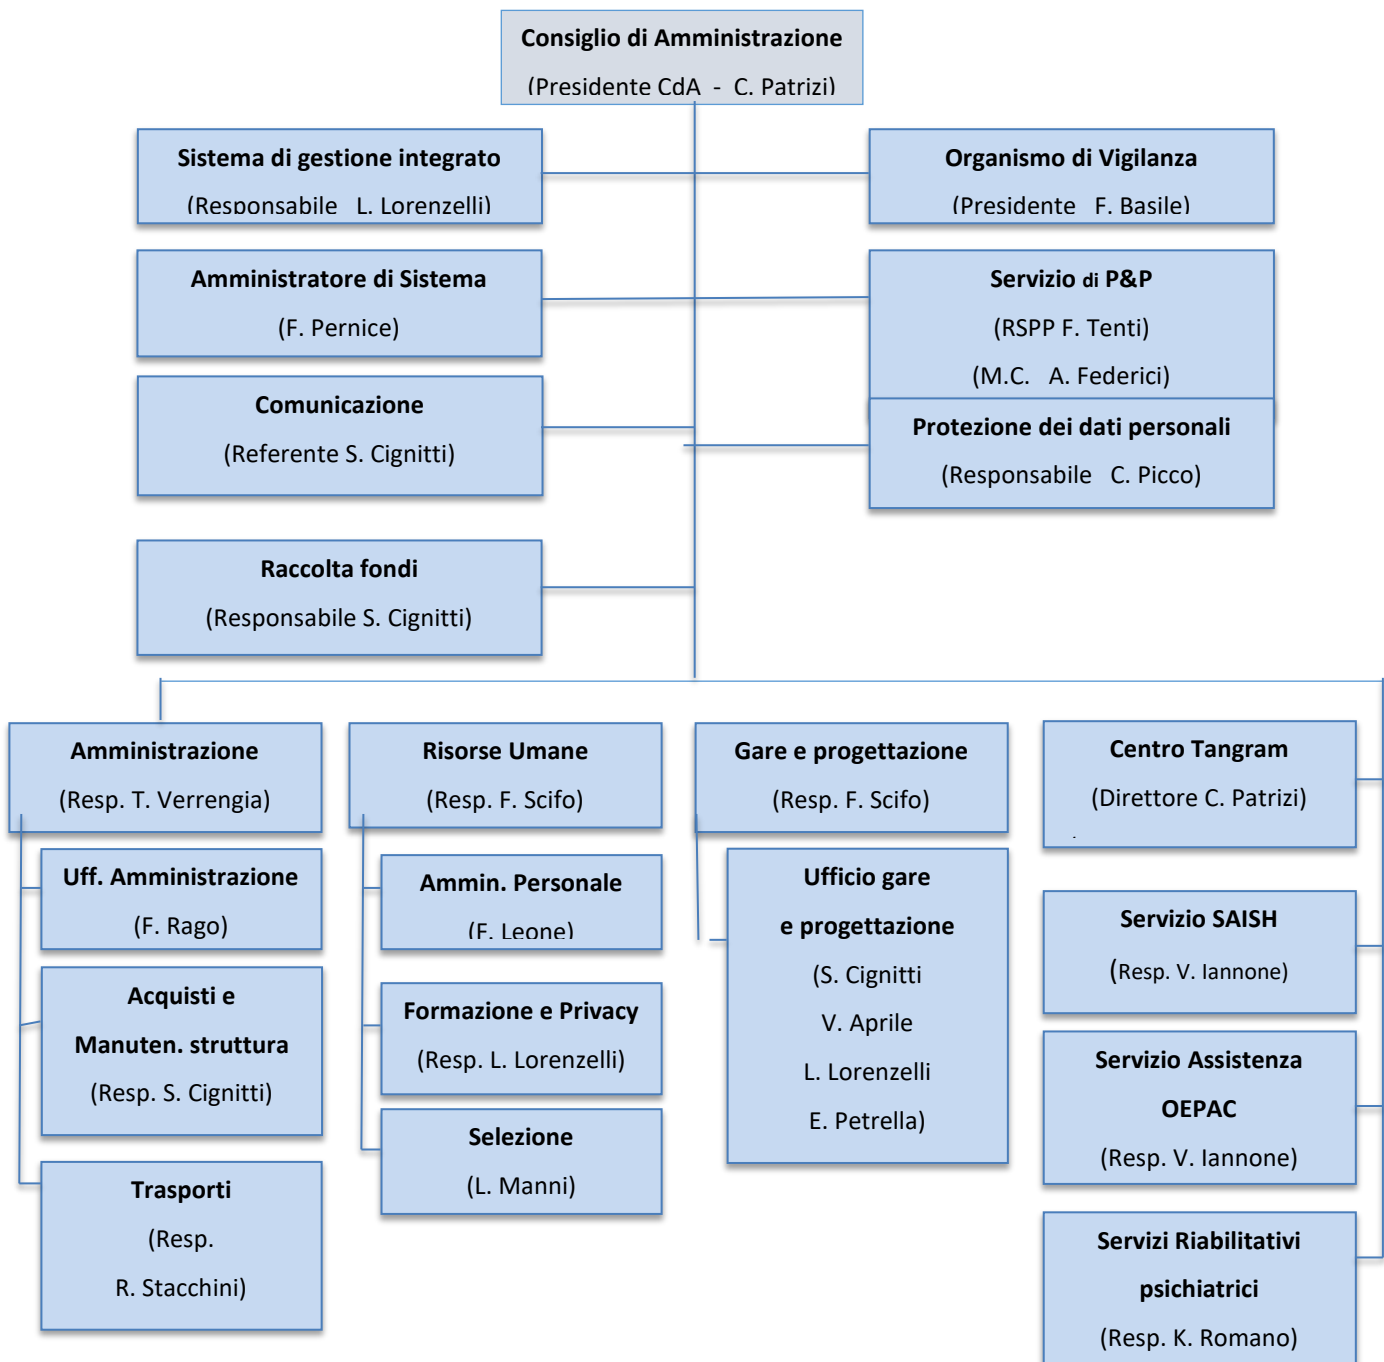 Consiglio di Amministrazione
(Presidente CdA - C. Patrizi)
Sistema di gestione integrato
(Responsabile L. Lorenzelli)
Organismo di Vigilanza
(Presidente F. Basile)
Amministratore di Sistema
(F. Pernice)
Servizio di P&P
(RSPP F. Tenti)
(M.C. A. Federici)
Comunicazione
(Referente S. Cignitti)
Protezione dei dati personali
(Responsabile C. Picco)
Raccolta fondi
(Responsabile S. Cignitti)
Amministrazione
(Resp. T. Verrengia)
Uff. Amministrazione
(F. Rago)
Acquisti e
Manuten. struttura
(Resp. S. Cignitti)
Trasporti
(Resp.
R. Stacchini)
Risorse Umane
(Resp. F. Scifo)
Ammin. Personale
(F. Leone)
Formazione e Privacy
(Resp. L. Lorenzelli)
Selezione
(L. Manni)
Gare e progettazione
(Resp. F. Scifo)
Ufficio gare
e progettazione
(S. Cignitti
V. Aprile
L. Lorenzelli
E. Petrella)
Centro Tangram
(Direttore C. Patrizi)
Servizio SAISH
(Resp. V. Iannone)
Servizio Assistenza
OEPAC
(Resp. V. Iannone)
Servizi Riabilitativi
psichiatrici
(Resp. K. Romano)